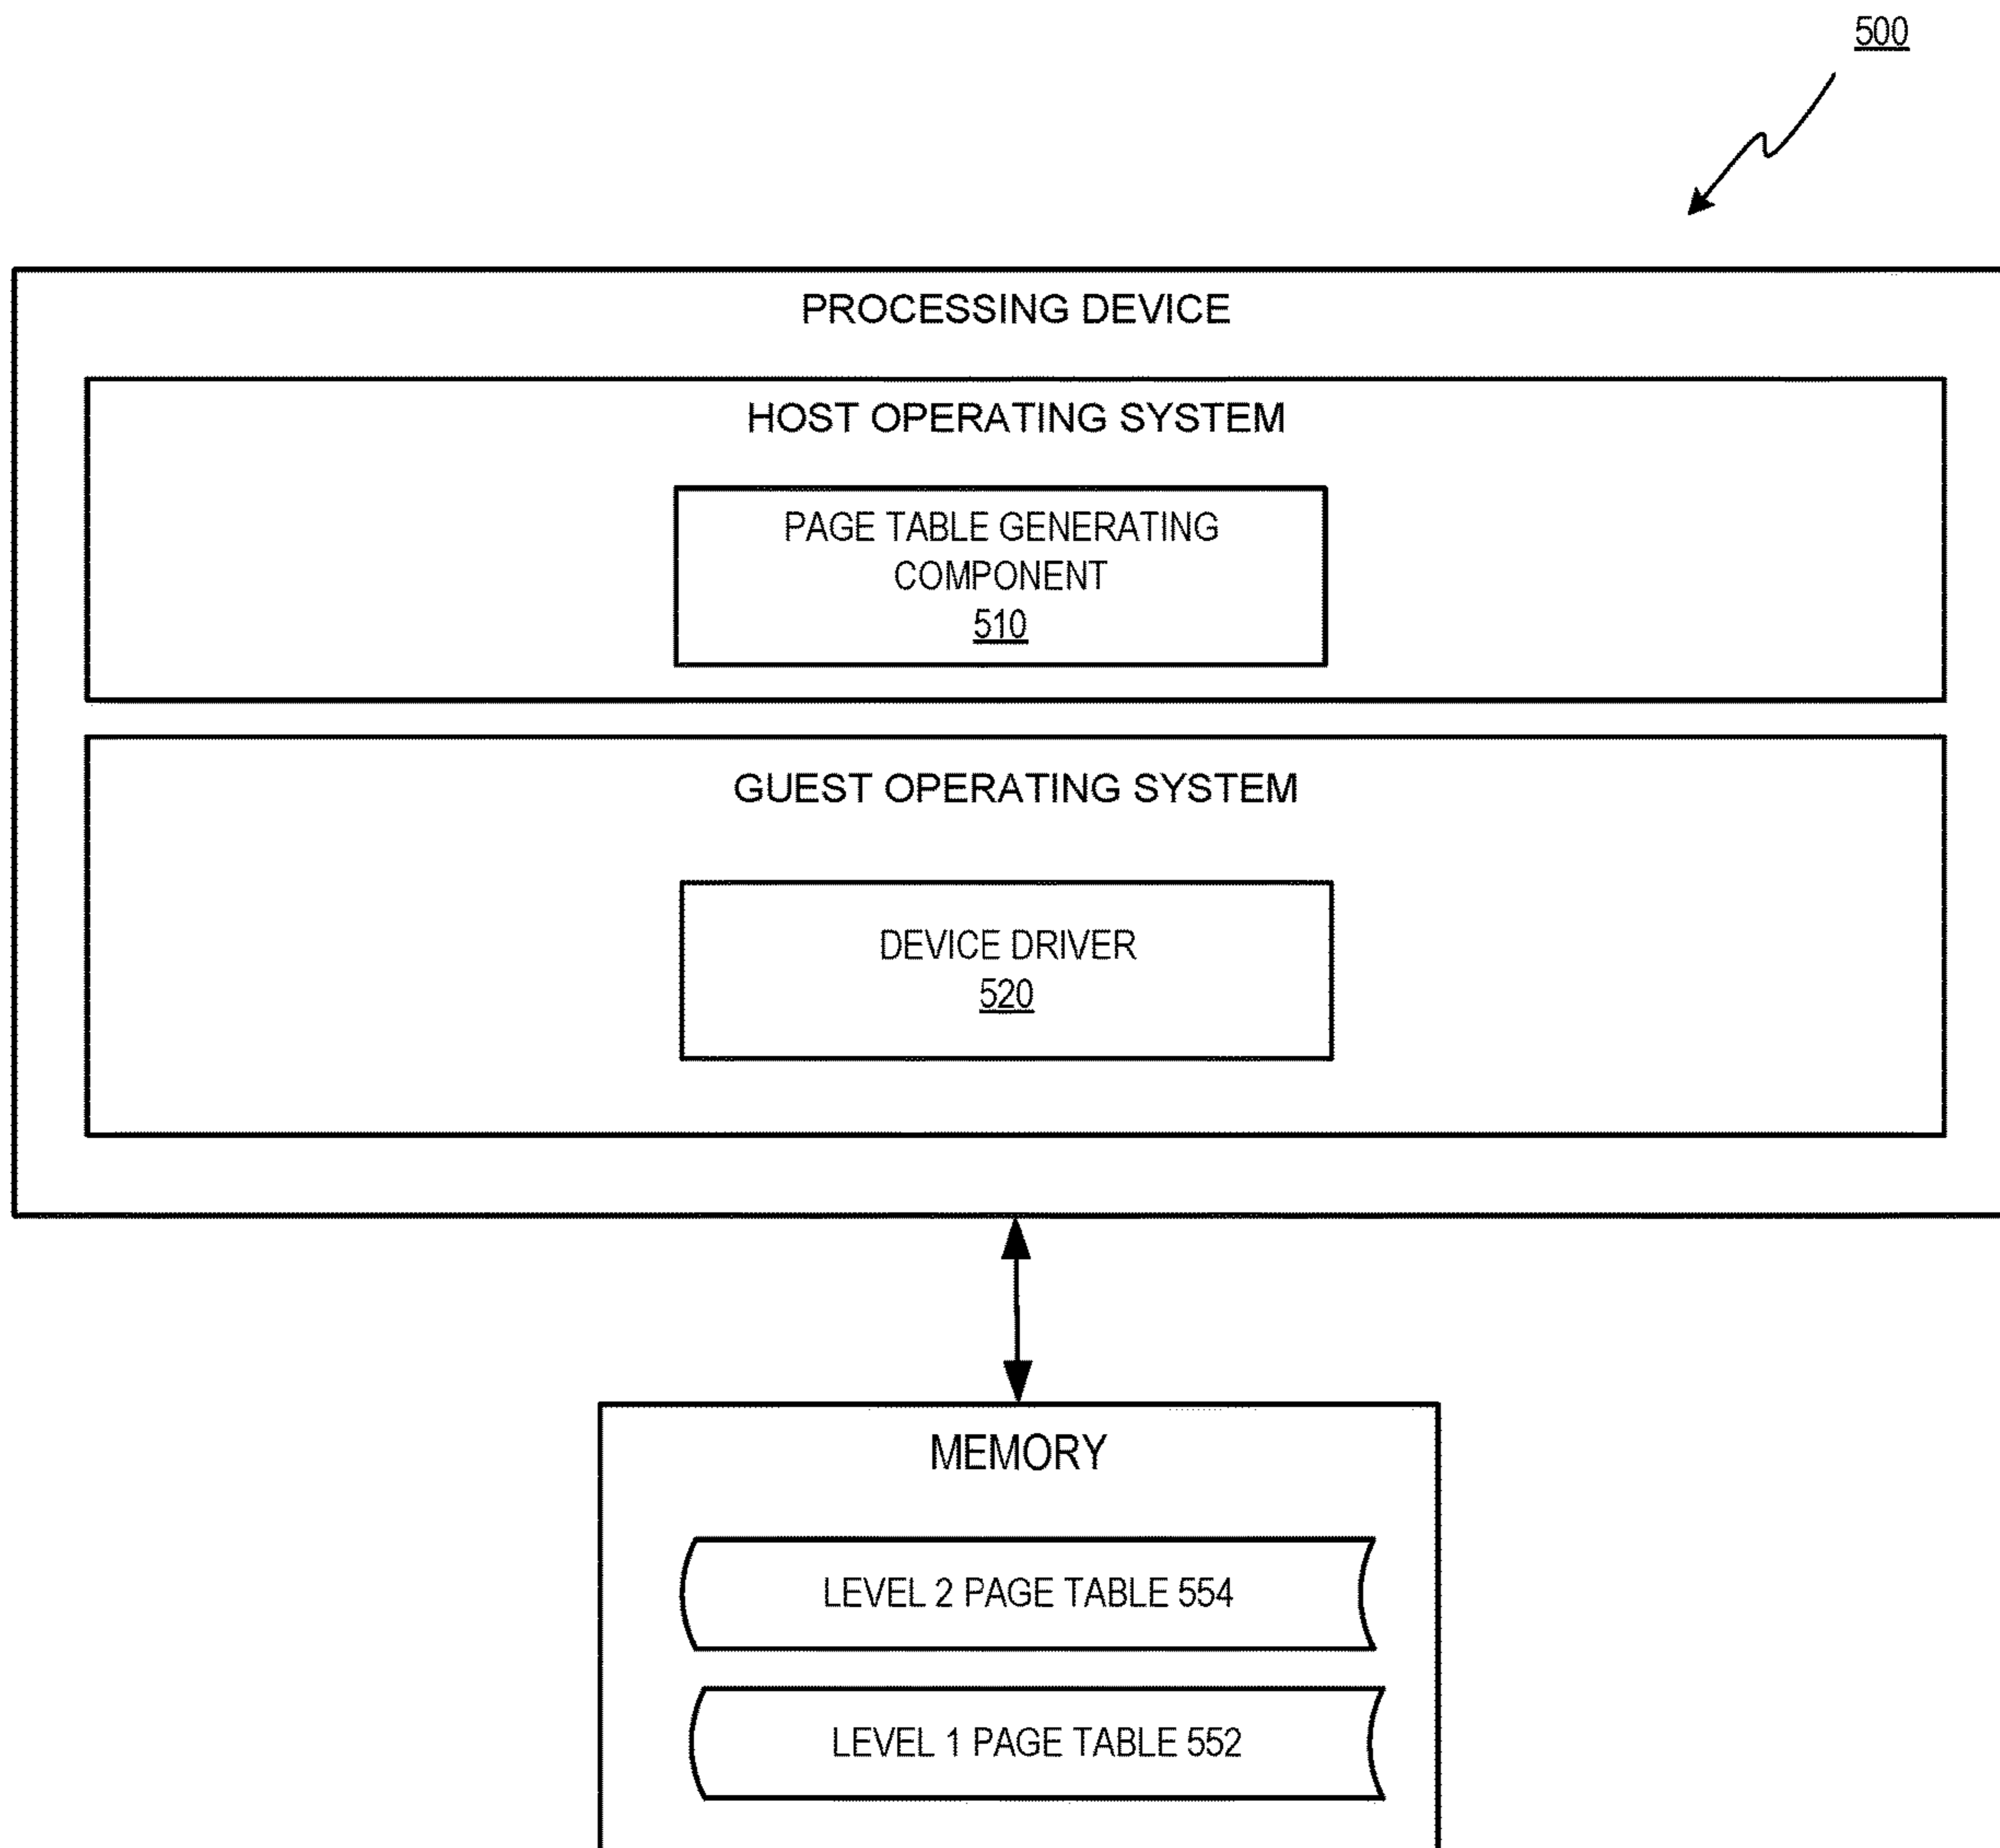 500
PROCESSING DEVICE
HOST OPERATING SYSTEM
PAGE TABLE GENERATING
COMPONENT
510
GUEST OPERATING SYSTEM
DEVICE DRIVER
520
MEMORY
LEVEL 2 PAGE TABLE 554
LEVEL 1 PAGE TABLE 552